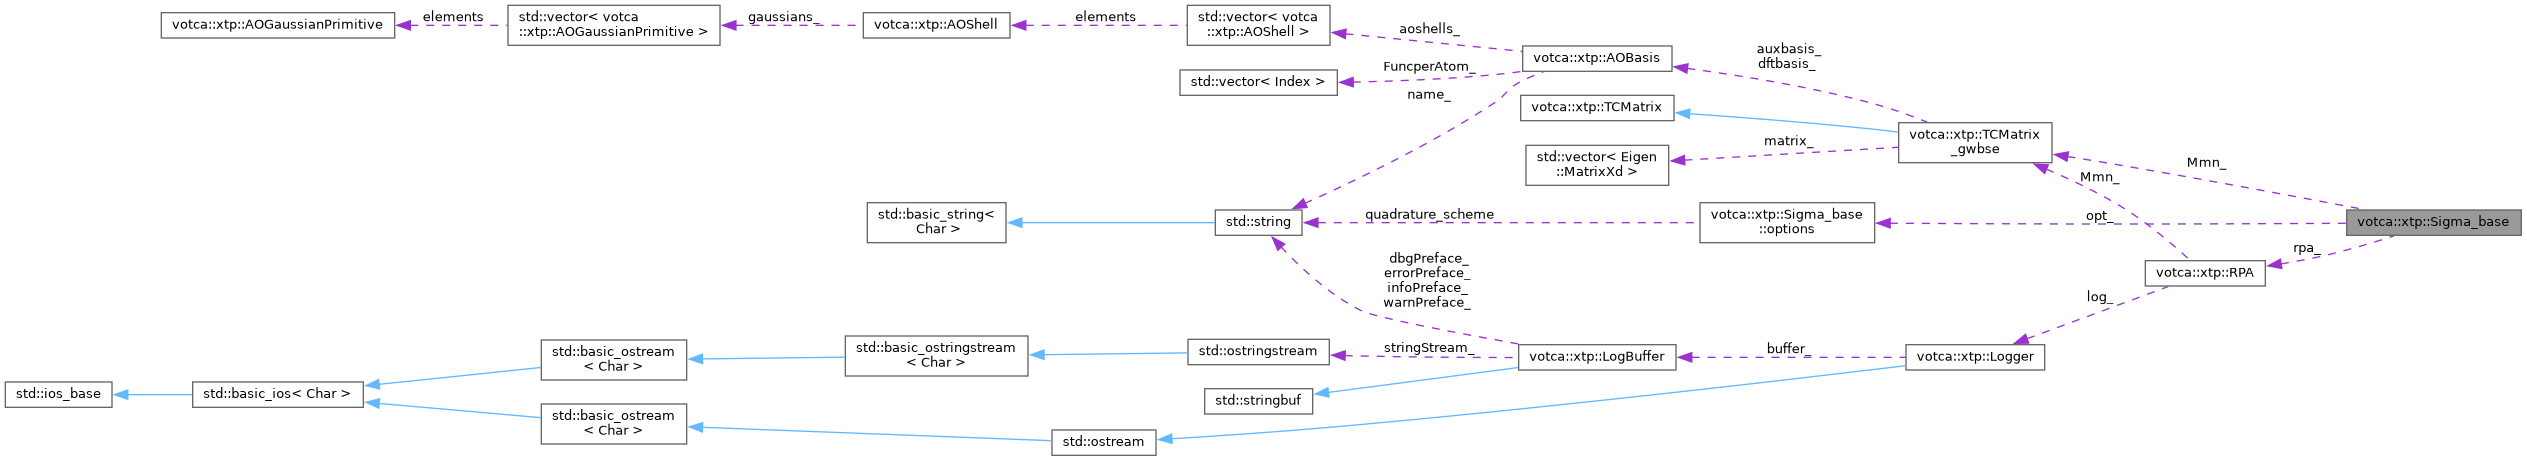 votca::xtp::AOGaussianPrimitive
elements
std::vector< votca
::xtp::AOGaussianPrimitive >
gaussians_
votca::xtp::AOShell
elements
std::vector< votca
::xtp::AOShell >
aoshells_
FuncperAtom_
name_
std::vector< Index >
votca::xtp::AOBasis
auxbasis_
dftbasis_
votca::xtp::TCMatrix
matrix_
std::vector< Eigen
::MatrixXd >
votca::xtp::TCMatrix
_gwbse
Mmn_
Mmn_
std::basic_string<
Char >
std::string
quadrature_scheme
votca::xtp::Sigma_base
::options
opt_
votca::xtp::Sigma_base
rpa_
votca::xtp::RPA
log_
dbgPreface_
errorPreface_
infoPreface_
warnPreface_
std::ios_base
std::basic_ios< Char >
std::basic_ostream
< Char >
std::basic_ostream
< Char >
std::basic_ostringstream
< Char >
std::ostringstream
stringStream_
votca::xtp::LogBuffer
buffer_
votca::xtp::Logger
std::stringbuf
std::ostream